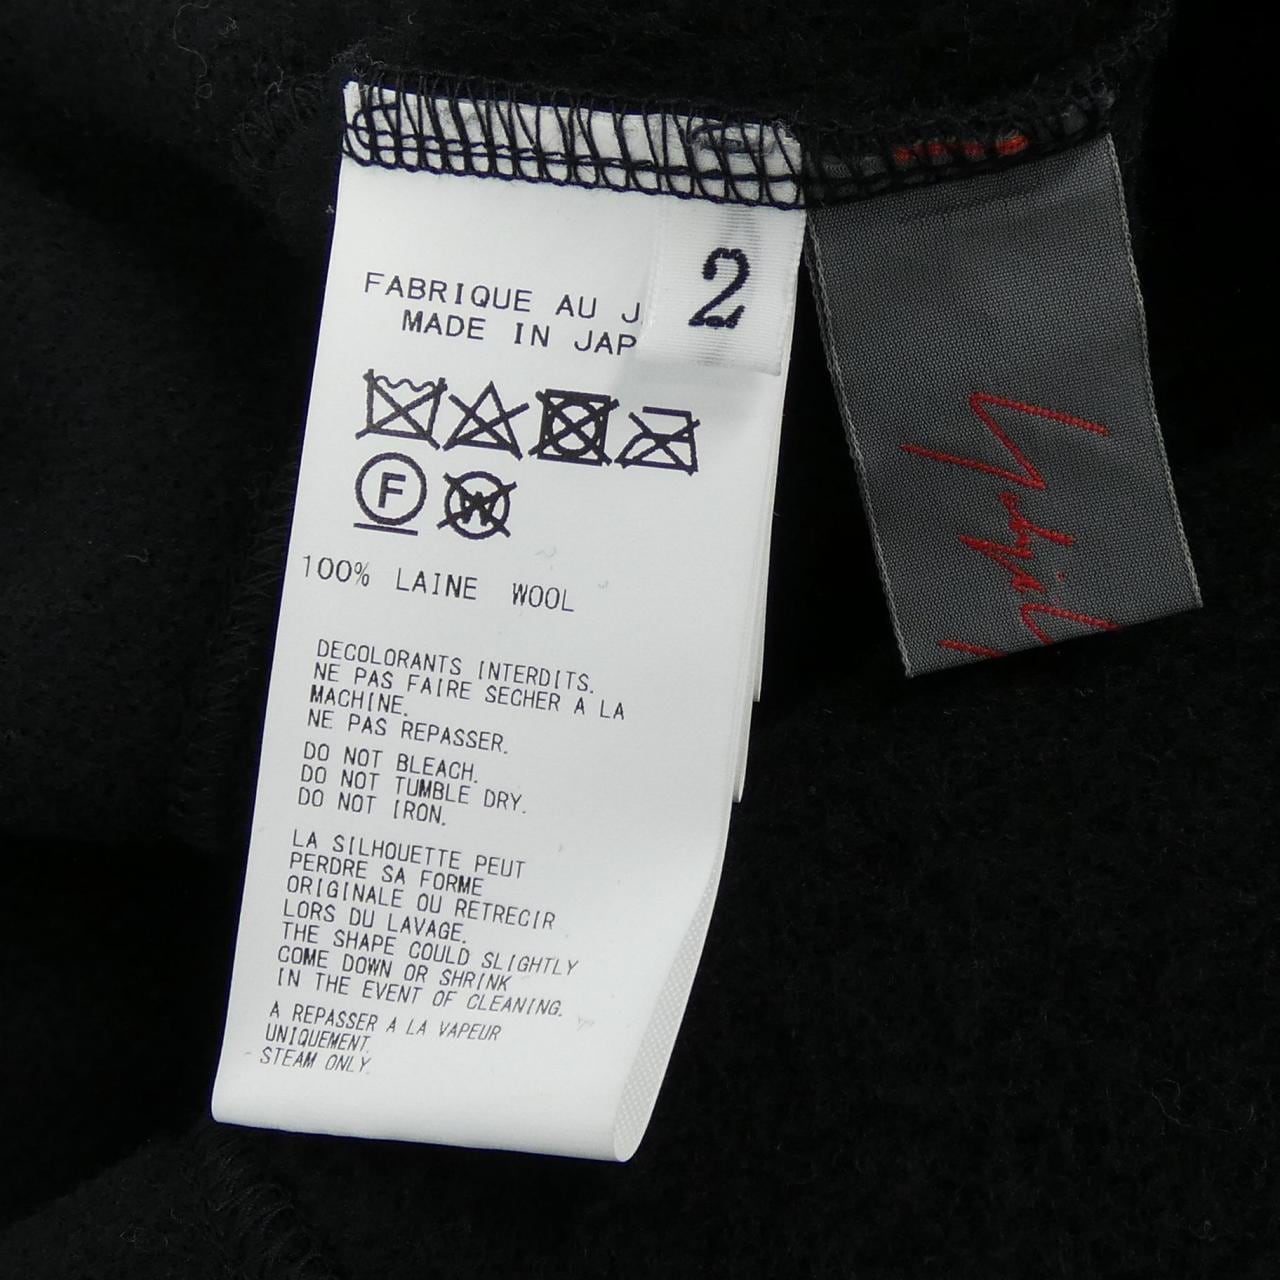 2
FABRIQUE AU J
MADE IN JAP
F
W
100% LAINE WOOL
DECOLORANTS INTERDITS.
NE PAS FAIRE SECHER A LA
MACHINE.
NE PAS REPASSER.
DO NOT BLEACH.
DO NOT TUMBLE DRY.
DO NOT IRON.
LA SILHOUETTE PEUT
PERDRE SA FORME
ORIGINALE OU RETRECIR
LORS DU LAVAGE.
THE SHAPE COULD SLIGHTLY
COME DOWN OR SHRINK
IN THE EVENT OF CLEANING.
A REPASSER A LA VAPEUR
UNIQUEMENT.
STEAM ONLY.